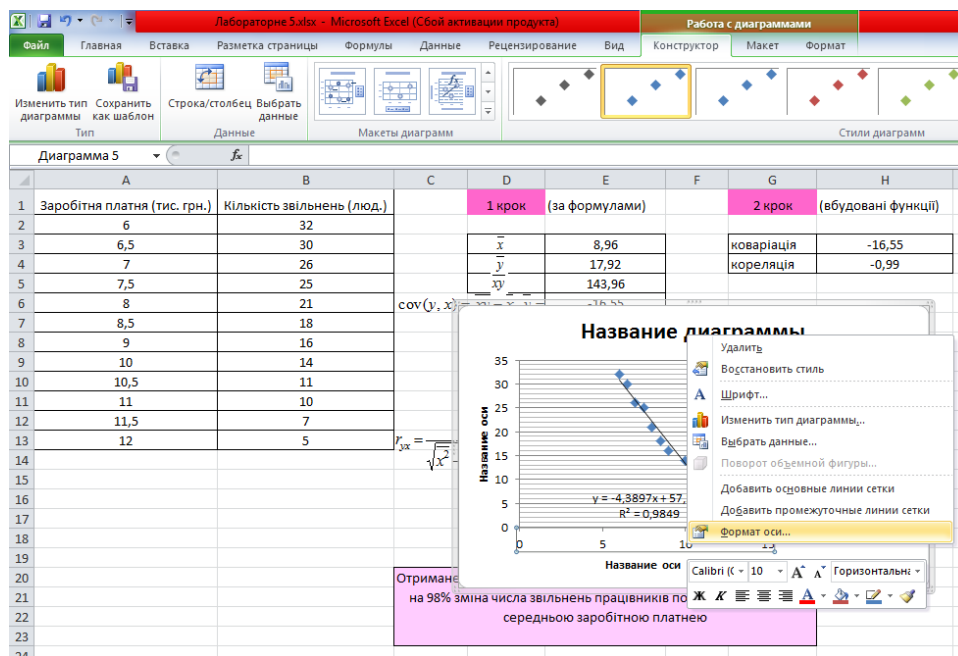 Лабораторне 5.xlsx - Microsoft Excel (Сбой активации продукта)
Работа с диаграммами
Файл Главная Вставка Разметка страницы Формулы Данные Рецензирование Вид Конструктор Макет Формат
Изменить тип диаграммы
Сохранить как шаблон
Строка/столбец
Выбрать данные
Тип Данные Макеты диаграмм Стили диаграмм
Диаграмма 5 fx
A B C D E F G H
1 Заробітня платня (тис. грн.) Кількість звільнень (люд.) 1 крок (за формулами) 2 крок (вбудовані функції)
2 6 32
3 6,5 30 x̅ 8,96 коваріація -16,55
4 7 26 y̅ 17,92 кореляція -0,99
5 7,5 25 xy 143,96
6 8 21 cov(y, x) = xy − x · y = -16,55
7 8,5 18
8 9 16
9 10 14
10 10,5 11
11 11 10
12 11,5 7
13 12 5 r yx =
14
15
16
17
18
19
20 Отримане
21 на 98% зміна числа звільнень працівників
22 середньою заробітною платнею
23
24
Название диаграммы
35
30
25
20
15
10
5
0
Название оси
y = -4,3897x + 57,
R² = 0,9849
0 5 10 15
Название оси
Удалить
Восстановить стиль
Шрифт...
Изменить тип диаграммы...
Выбрать данные...
Поворот объемной фигуры...
Добавить основные линии сетки
Добавить промежуточные линии сетки
Формат оси...
Calibri (( 10 A A Горизонтальна
Ж К A